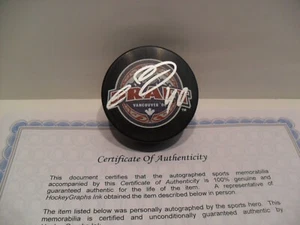 DRAFT
VANCOUVER
Certificate Of Authenticity
This document certifies that the autographed sports memorabilia
accompanied by this Certificate of Authenticity is 100% genuine and
guaranteed authentic for the life of the item. A representative of
HockeyGraphs Ink obtained the item described below in person.
The item listed below was personally autographed by the sports hero. This
memorabilia is certified and unconditionally guaranteed authentic by